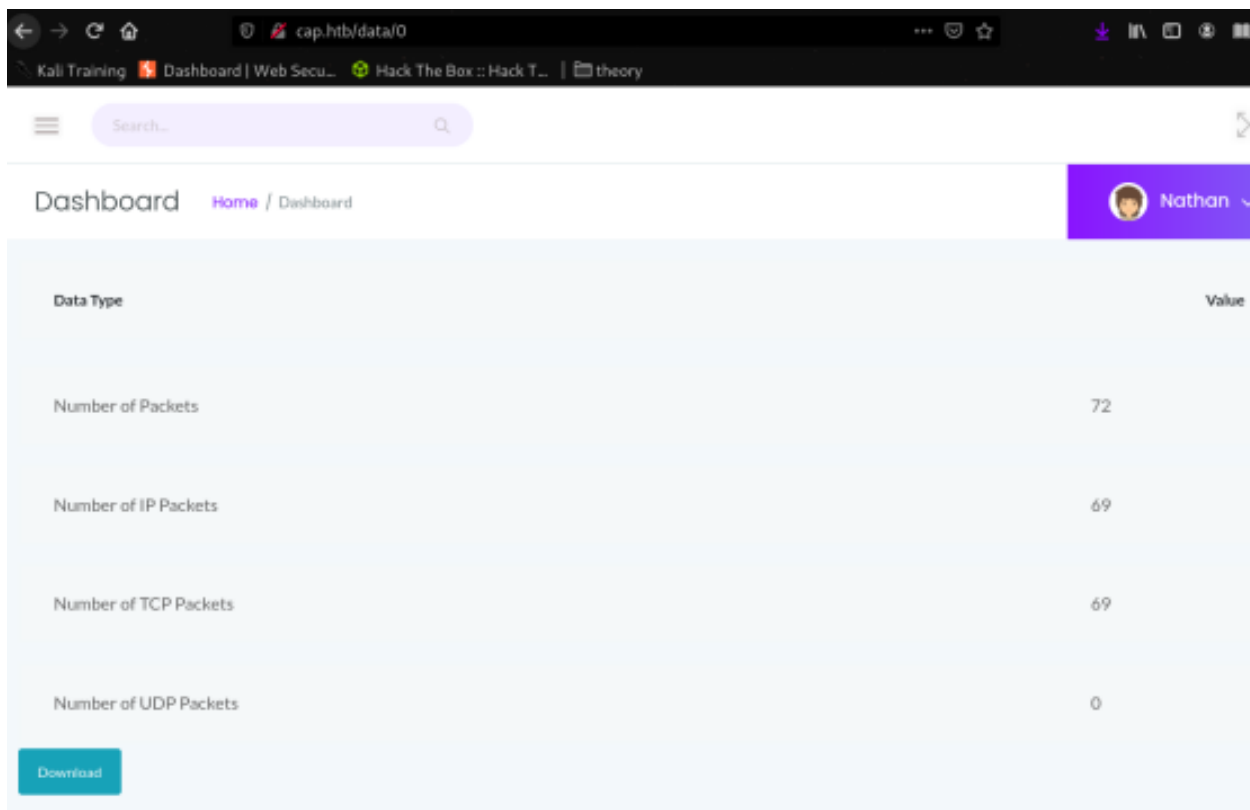 cap.htb/data/0
Kali Training Dashboard | Web Secu... Hack The Box :: Hack T... theory
Search...
Dashboard Home / Dashboard Nathan
Data Type Value
Number of Packets 72
Number of IP Packets 69
Number of TCP Packets 69
Number of UDP Packets 0
Download